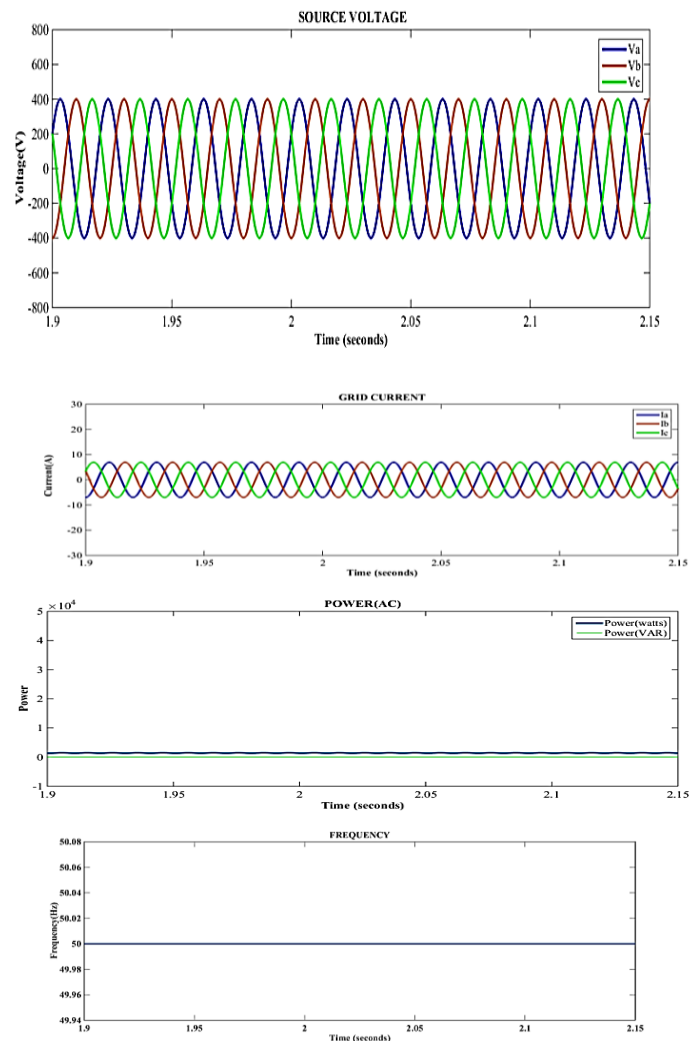 SOURCE VOLTAGE
800
600
400
200
0
-200
-400
-600
-800
Voltage(V)
Va
Vb
Vc
1.9
1.95
2
2.05
2.1
2.15
Time (seconds)
GRID CURRENT
30
20
10
0
-10
-20
-30
Current(A)
Ia
Ib
Ic
1.9
1.95
2
2.05
2.1
2.15
Time (seconds)
× 10^4
POWER(AC)
5
4
3
2
1
0
-1
Power
Power(watts)
Power(VAR)
1.9
1.95
2
2.05
2.1
2.15
Time (seconds)
FREQUENCY
50.08
50.06
50.04
50.02
50
49.98
49.96
49.94
Frequency(Hz)
1.9
1.95
2
2.05
2.1
2.15
Time (seconds)